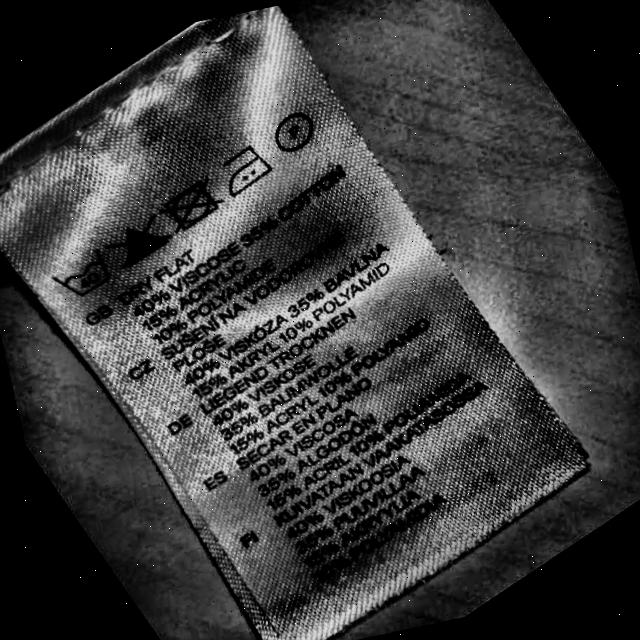 GB DRY FLAT
40% VISCOSE 35% COTTON
15% ACRYLIC
10% POLYAMIDE
CZ SUŠENÍ NA VODOROVNÉ
PLOŠE
40% VISKÓZA 35% BAVLNA
15% AKRYL 10% POLYAMID
DE LIEGEND TROCKNEN
40% VISKOSE
35% BAUMWOLLE
15% ACRYL 10% POLYAMID
ES SECAR EN PLANO
40% VISCOSA
35% ALGODÓN
15% ACRIL 10% POLIAMIDA
FI KUIVATAAN VAAKATASOSSA
40% VISKOOSIA
35% PUUVILLAA
15% AKRYYLIA